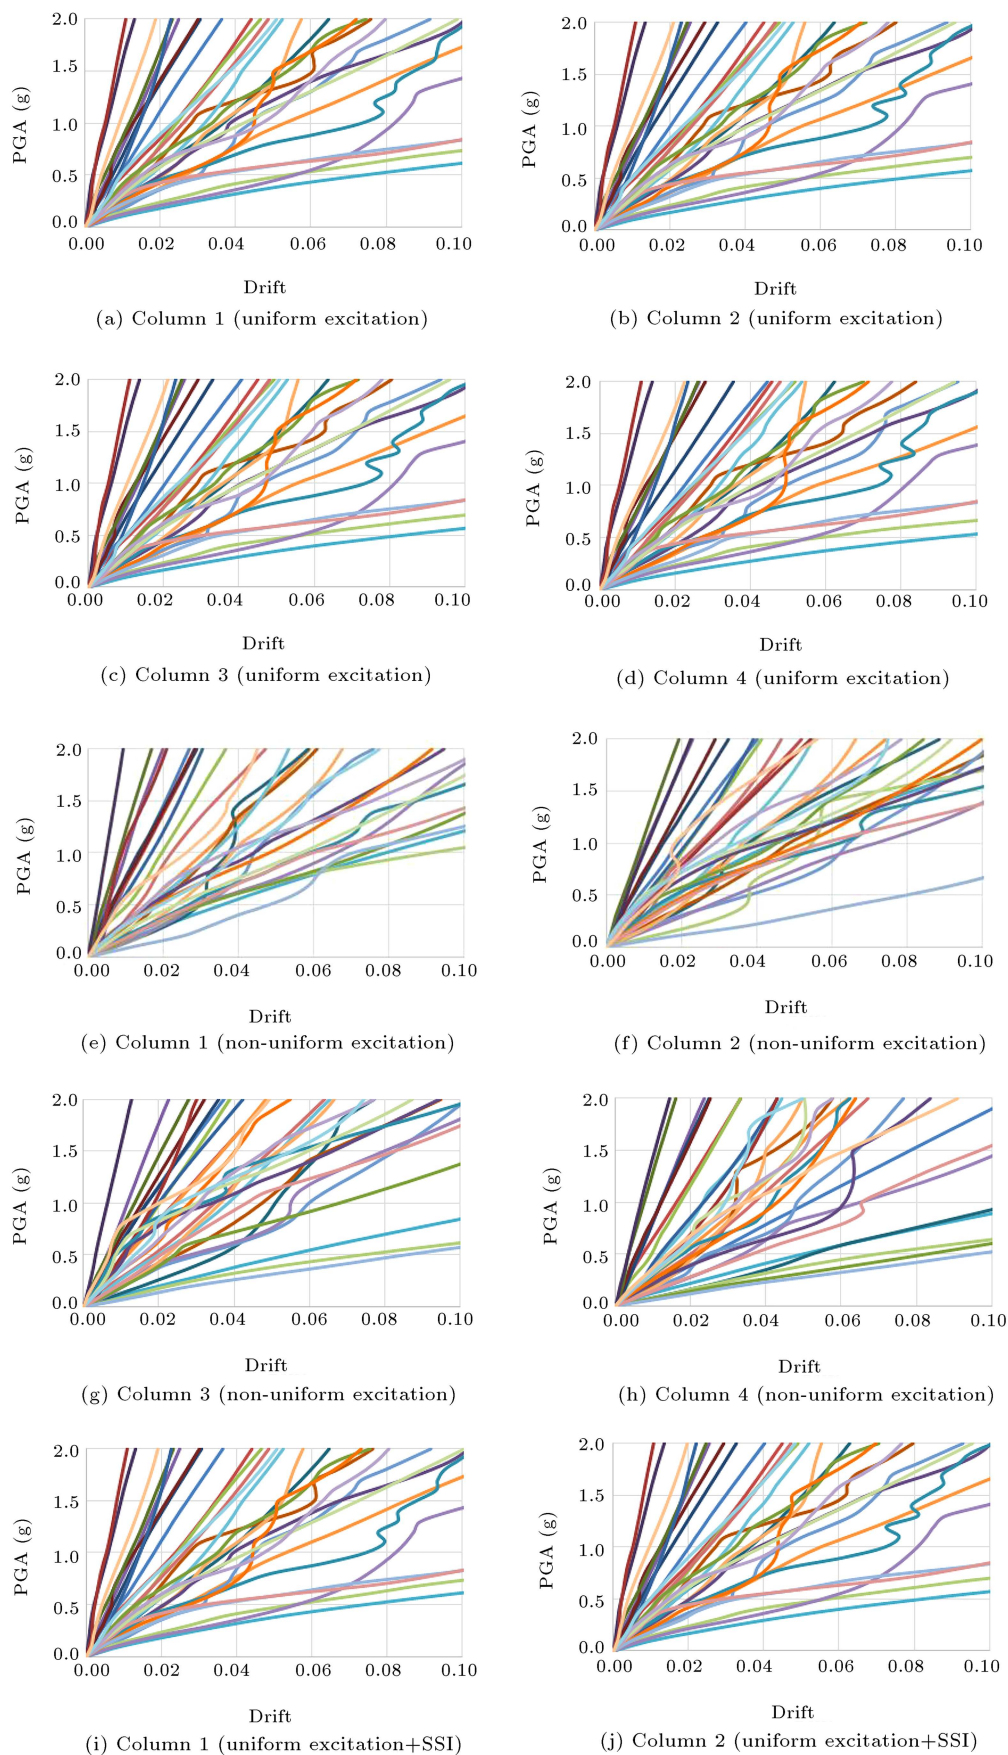 2.0 2.0
1.5 1.5
PGA (g) PGA (g)
1.0 1.0
0.5 0.5
0.0 0.0
0.00 0.02 0.04 0.06 0.08 0.10 0.00 0.02 0.04 0.06 0.08 0.10
Drift Drift
(a) Column 1 (uniform excitation) (b) Column 2 (uniform excitation)
2.0 2.0
1.5 1.5
PGA (g) PGA (g)
1.0 1.0
0.5 0.5
0.0 0.0
0.00 0.02 0.04 0.06 0.08 0.10 0.00 0.02 0.04 0.06 0.08 0.10
Drift Drift
(c) Column 3 (uniform excitation) (d) Column 4 (uniform excitation)
2.0 2.0
1.5 1.5
PGA (g) PGA (g)
1.0 1.0
0.5 0.5
0.0 0.0
0.00 0.02 0.04 0.06 0.08 0.10 0.00 0.02 0.04 0.06 0.08 0.10
Drift Drift
(e) Column 1 (non-uniform excitation) (f) Column 2 (non-uniform excitation)
2.0 2.0
1.5 1.5
PGA (g) PGA (g)
1.0 1.0
0.5 0.5
0.0 0.0
0.00 0.02 0.04 0.06 0.08 0.10 0.00 0.02 0.04 0.06 0.08 0.10
Drift Drift
(g) Column 3 (non-uniform excitation) (h) Column 4 (non-uniform excitation)
2.0 2.0
1.5 1.5
PGA (g) PGA (g)
1.0 1.0
0.5 0.5
0.0 0.0
0.00 0.02 0.04 0.06 0.08 0.10 0.00 0.02 0.04 0.06 0.08 0.10
Drift Drift
(i) Column 1 (uniform excitation+SSI) (j) Column 2 (uniform excitation+SSI)